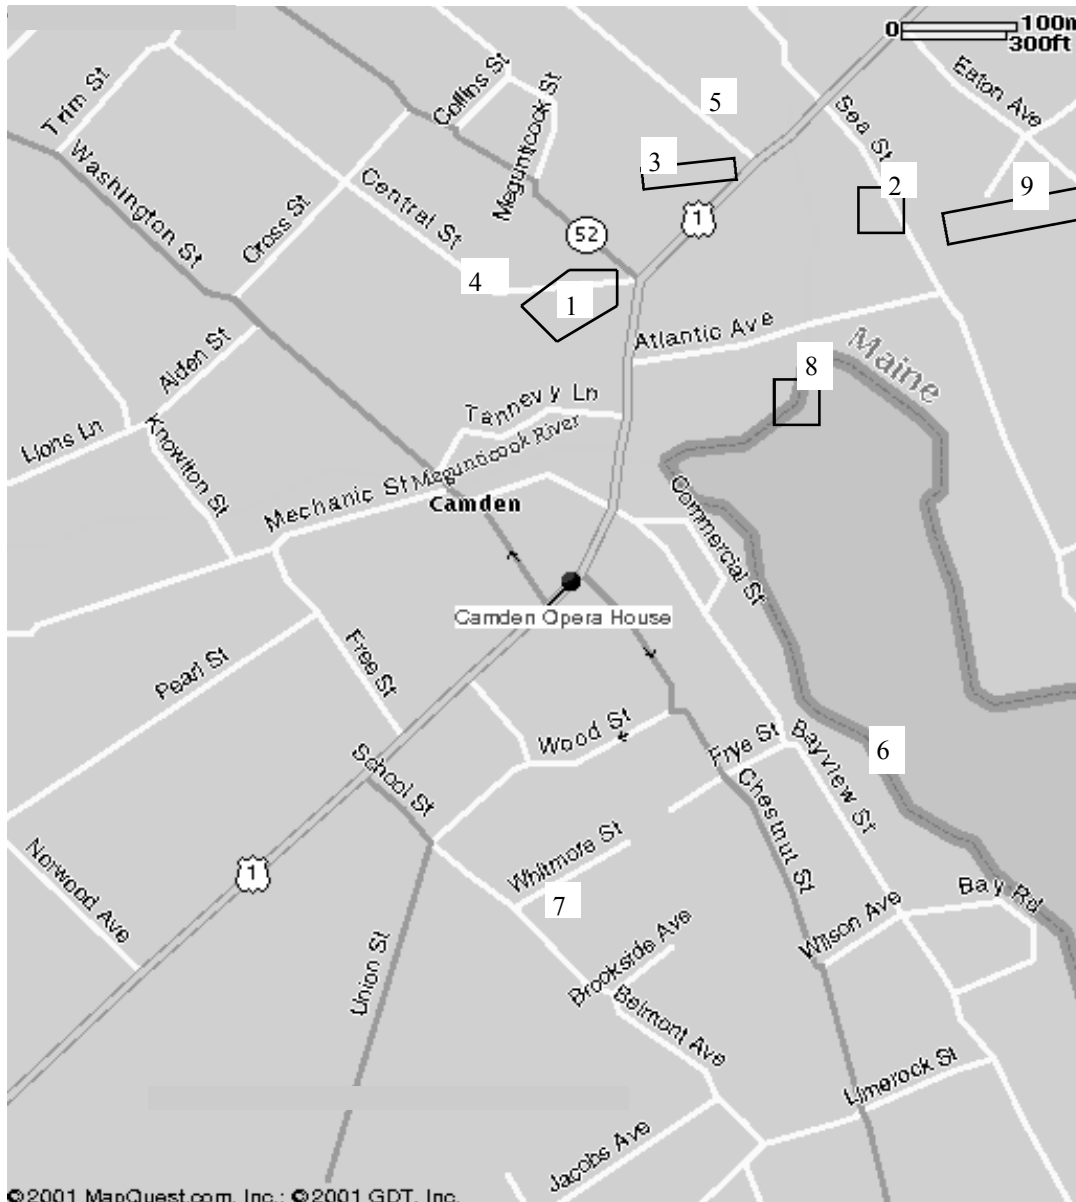 0
100m
300ft
Eaton Ave
Collins St
Trim St
Megunticook St
5
Sea St
3
Washington St
Central St
2
9
1
Cross St
52
4
1
Atlantic Ave
Maine
Alden St
8
Tannevy Ln
Knowlton St
Lions Ln
Megunticook River
Mechanic St
Camden
Commercial St
Camden Opera House
Free St
Pearl St
Wood St
Frye St
Bayview St
6
School St
Chestnut St
Whitmore St
1
Norwood Ave
7
Bay Rd
Wilson Ave
Brookside Ave
Union St
Belmont Ave
Limerock St
Jacobs Ave
©2001 MapQuest.com, Inc.; ©2001 GDT, Inc.